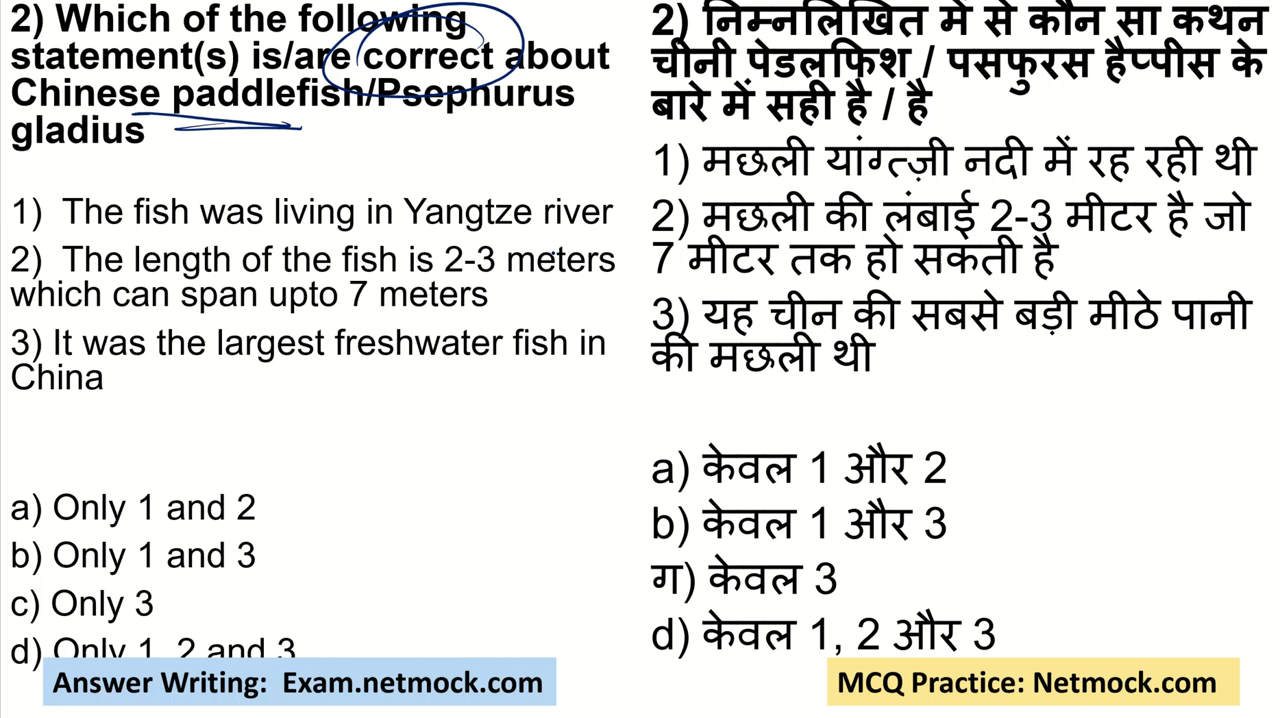 2) Which of the following
statement(s) is/are correct about
Chinese paddlefish/Psephurus
gladius
1) The fish was living in Yangtze river
2) The length of the fish is 2-3 meters
which can span upto 7 meters
3) It was the largest freshwater fish in
China
a) Only 1 and 2
b) Only 1 and 3
c) Only 3
d) Only 1, 2 and 3
2) निम्नलिखित में से कौन सा कथन
चीनी पेडलफिश / पसफुरस हैप्पीस के
बारे में सही है / है
1) मछली यांग्त्ज़ी नदी में रह रही थी
2) मछली की लंबाई 2-3 मीटर है जो
7 मीटर तक हो सकती है
3) यह चीन की सबसे बड़ी मीठे पानी
की मछली थी
a) केवल 1 और 2
b) केवल 1 और 3
ग) केवल 3
d) केवल 1, 2 और 3
Answer Writing: Exam.netmock.com
MCQ Practice: Netmock.com